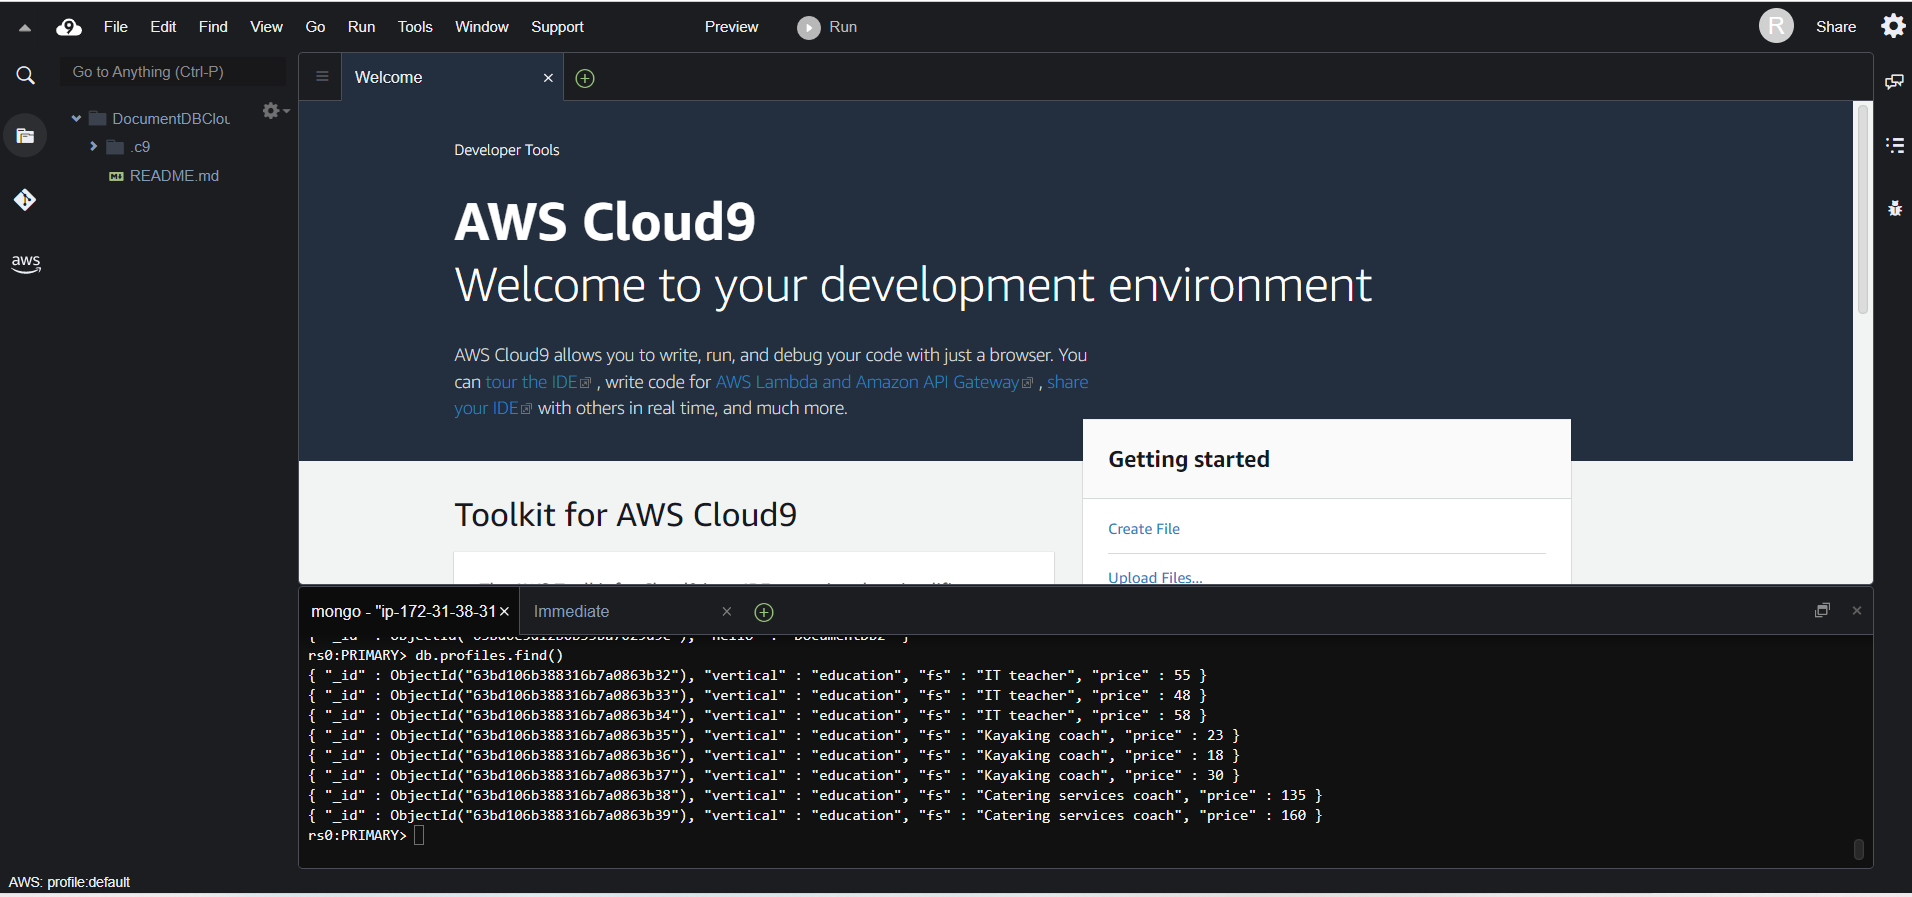 9 File Edit Find View Go Run Tools Window Support Preview Run R Share
Go to Anything (Ctrl-P)
DocumentDBClou
.c9
README.md
aws
Welcome
Developer Tools
AWS Cloud9
Welcome to your development environment
AWS Cloud9 allows you to write, run, and debug your code with just a browser. You
can tour the IDE , write code for AWS Lambda and Amazon API Gateway , share
your IDE with others in real time, and much more.
Getting started
Create File
Upload Files...
Toolkit for AWS Cloud9
mongo - "ip-172-31-38-31 Immediate
rs0:PRIMARY> db.profiles.find()
{ "_id" : ObjectId("63bd106b388316b7a0863b32"), "vertical" : "education", "fs" : "IT teacher", "price" : 55 }
{ "_id" : ObjectId("63bd106b388316b7a0863b33"), "vertical" : "education", "fs" : "IT teacher", "price" : 48 }
{ "_id" : ObjectId("63bd106b388316b7a0863b34"), "vertical" : "education", "fs" : "IT teacher", "price" : 58 }
{ "_id" : ObjectId("63bd106b388316b7a0863b35"), "vertical" : "education", "fs" : "Kayaking coach", "price" : 23 }
{ "_id" : ObjectId("63bd106b388316b7a0863b36"), "vertical" : "education", "fs" : "Kayaking coach", "price" : 18 }
{ "_id" : ObjectId("63bd106b388316b7a0863b37"), "vertical" : "education", "fs" : "Kayaking coach", "price" : 30 }
{ "_id" : ObjectId("63bd106b388316b7a0863b38"), "vertical" : "education", "fs" : "Catering services coach", "price" : 135 }
{ "_id" : ObjectId("63bd106b388316b7a0863b39"), "vertical" : "education", "fs" : "Catering services coach", "price" : 160 }
rs0:PRIMARY>
AWS: profile:default